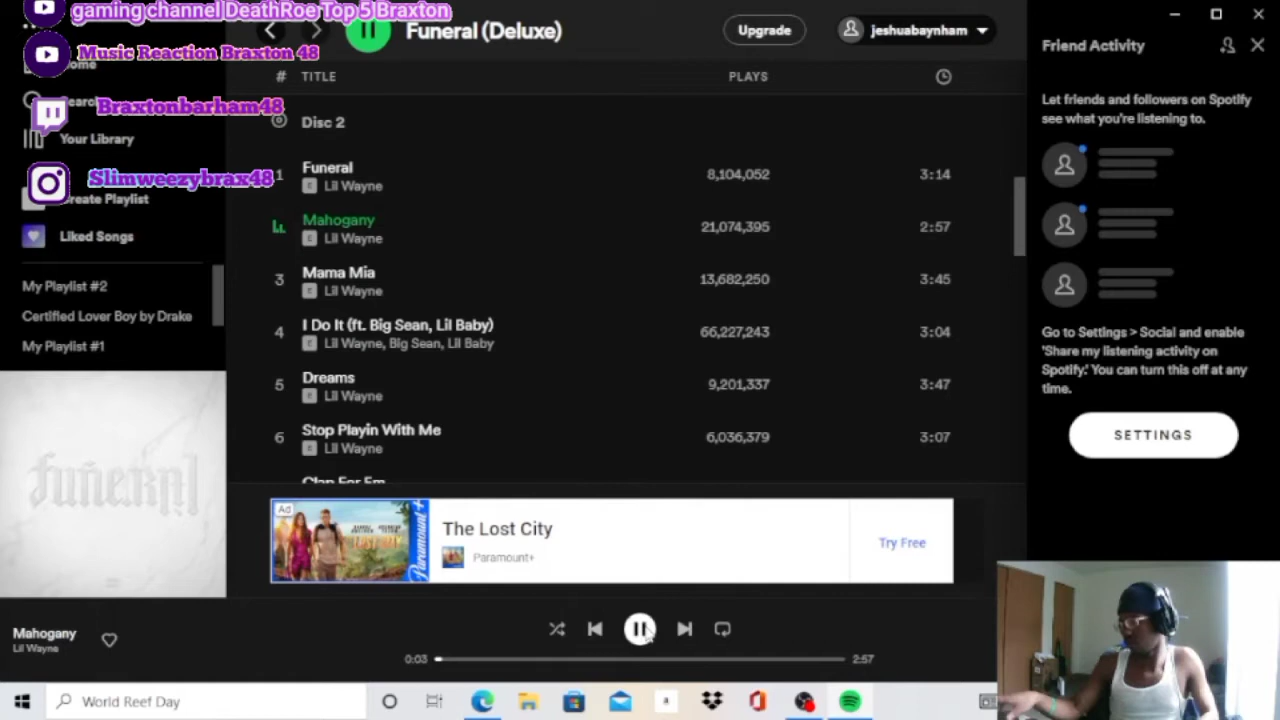 gaming channel DeathRoe Top 5 Braxton
Music Reaction Braxton 48
Braxtonbarham48
Slimweezybrax48
Your Library
Create Playlist
Liked Songs
My Playlist #2
Certified Lover Boy by Drake
My Playlist #1
funeral
Funeral (Deluxe)
Upgrade
jeshuabaynham
# TITLE PLAYS
Disc 2
1 Funeral 8,104,052 3:14
E Lil Wayne
Mahogany 21,074,395 2:57
E Lil Wayne
3 Mama Mia 13,682,250 3:45
E Lil Wayne
4 I Do It (ft. Big Sean, Lil Baby) 66,227,243 3:04
E Lil Wayne, Big Sean, Lil Baby
5 Dreams 9,201,337 3:47
E Lil Wayne
6 Stop Playin With Me 6,036,379 3:07
E Lil Wayne
Clap For Em
Ad
Paramount+
The Lost City
Paramount+
Try Free
Friend Activity
Let friends and followers on Spotify
see what you're listening to.
Go to Settings > Social and enable
'Share my listening activity on
Spotify.' You can turn this off at any
time.
SETTINGS
Mahogany
Lil Wayne
0:03 2:57
World Reef Day